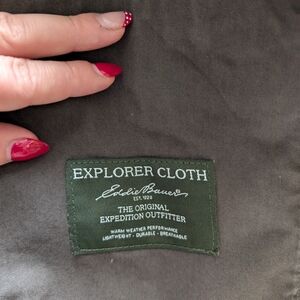 EXPLORER CLOTH
Eddie Bauer
EST. 1920
THE ORIGINAL
EXPEDITION OUTFITTER
WARM WEATHER PERFORMANCE
LIGHTWEIGHT • DURABLE • BREATHABLE